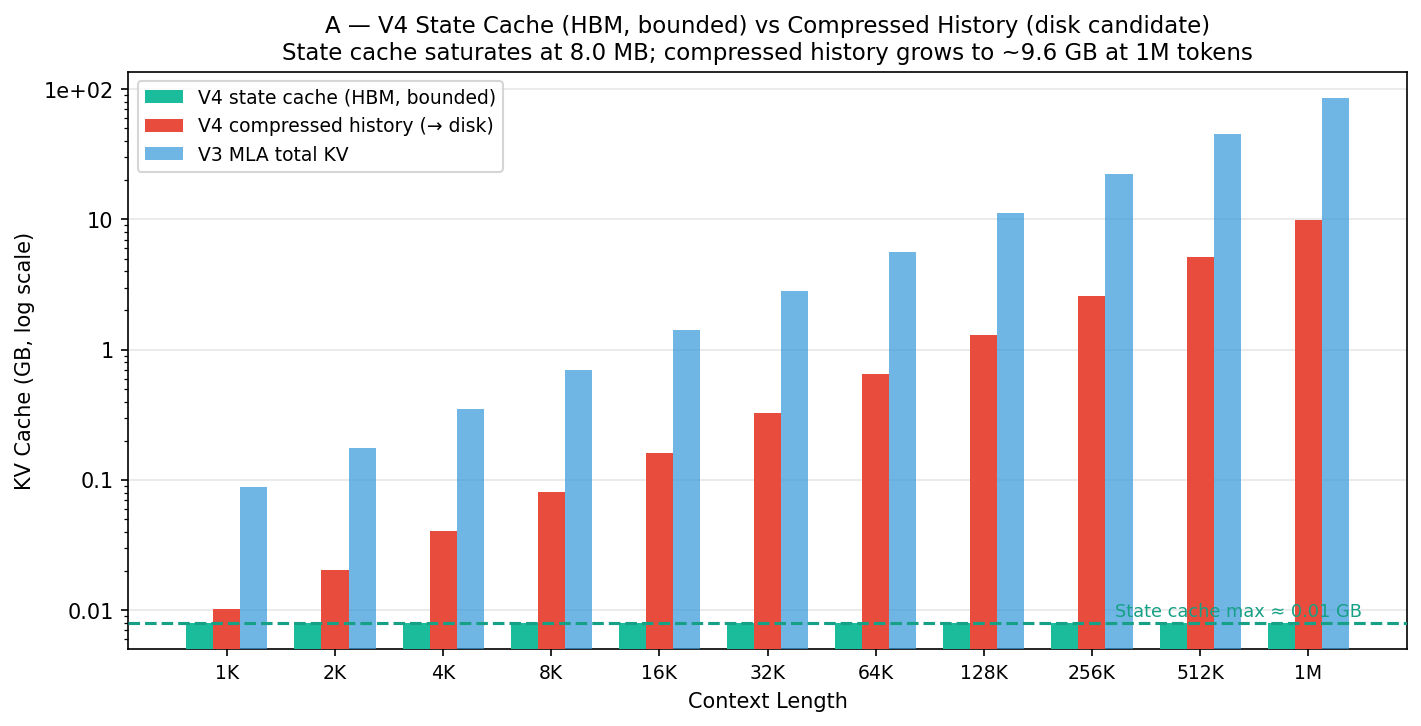 A — V4 State Cache (HBM, bounded) vs Compressed History (disk candidate)
State cache saturates at 8.0 MB; compressed history grows to ~9.6 GB at 1M tokens
V4 state cache (HBM, bounded)
V4 compressed history (→ disk)
V3 MLA total KV
KV Cache (GB, log scale)
1e+02
10
1
0.1
0.01
State cache max ≈ 0.01 GB
1K 2K 4K 8K 16K 32K 64K 128K 256K 512K 1M
Context Length